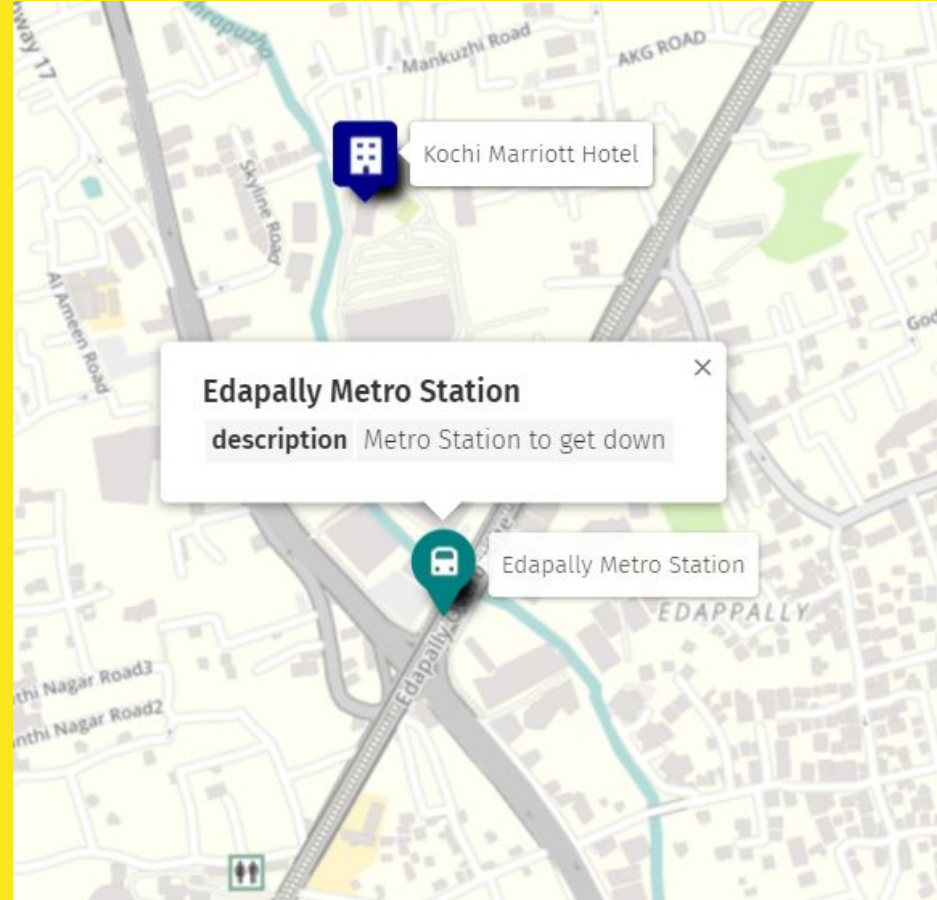 thrapuzha
way 17
Mankuzhi Road
AKG ROAD
Kochi Marriott Hotel
Skyline Road
Al Ameen Road
God
Edapally Metro Station
description Metro Station to get down
Edapally Metro Station
EDAPPALLY
Edapally O
thi Nagar Road3
nthi Nagar Road2